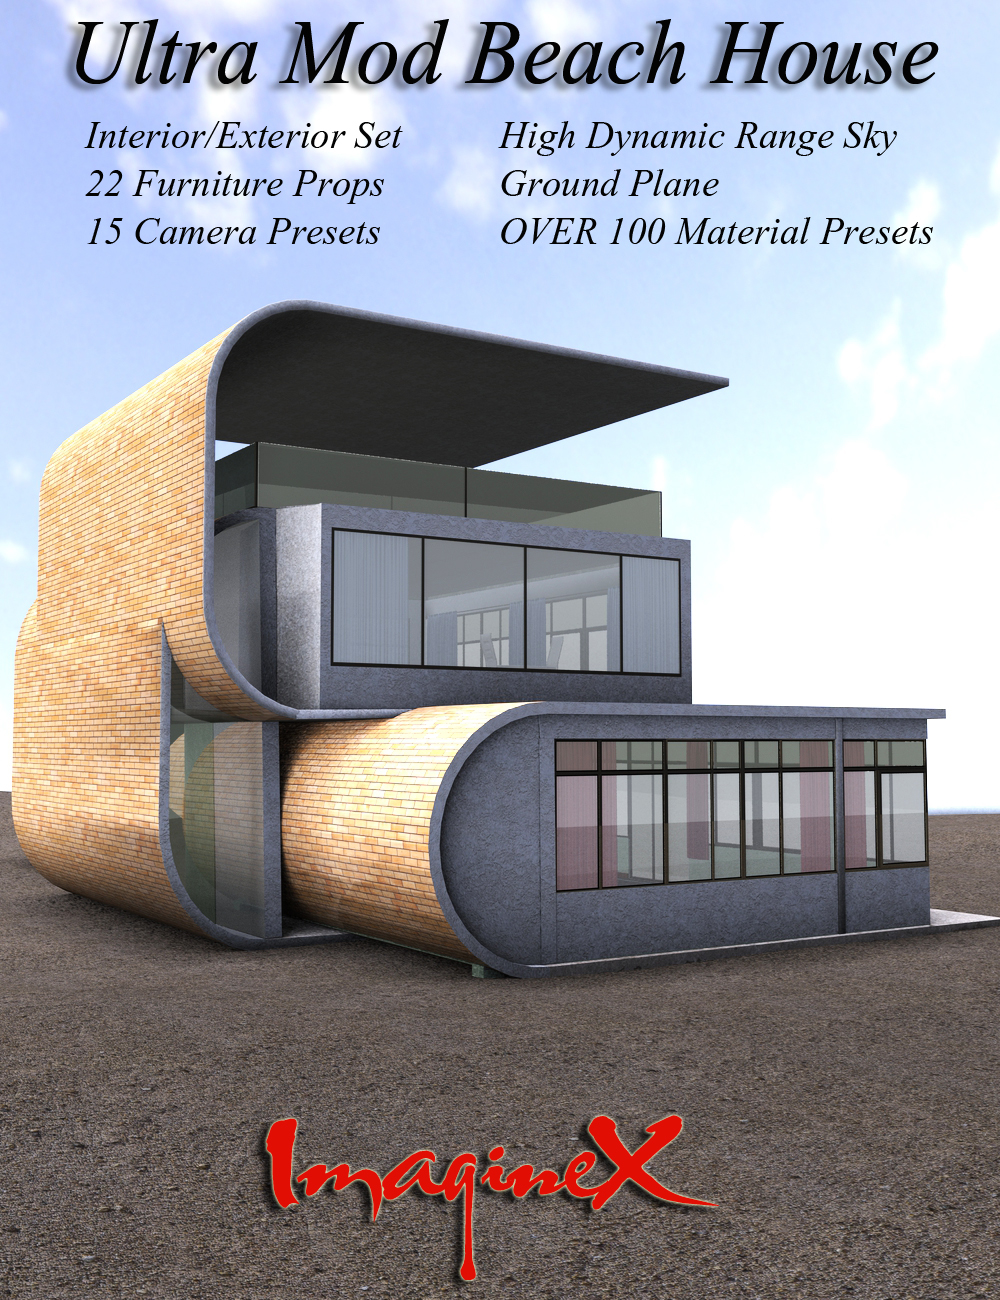 Ultra Mod Beach House
Interior/Exterior Set
22 Furniture Props
15 Camera Presets
High Dynamic Range Sky
Ground Plane
OVER 100 Material Presets
ImagineX